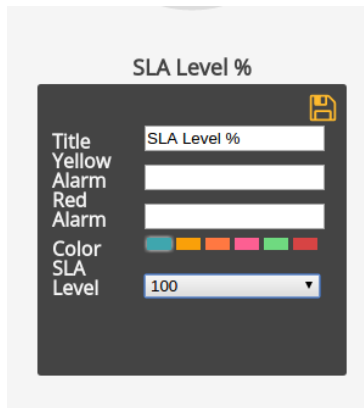 SLA Level %
Title
SLA Level %
Yellow
Alarm
Red
Alarm
Color
SLA
Level
100